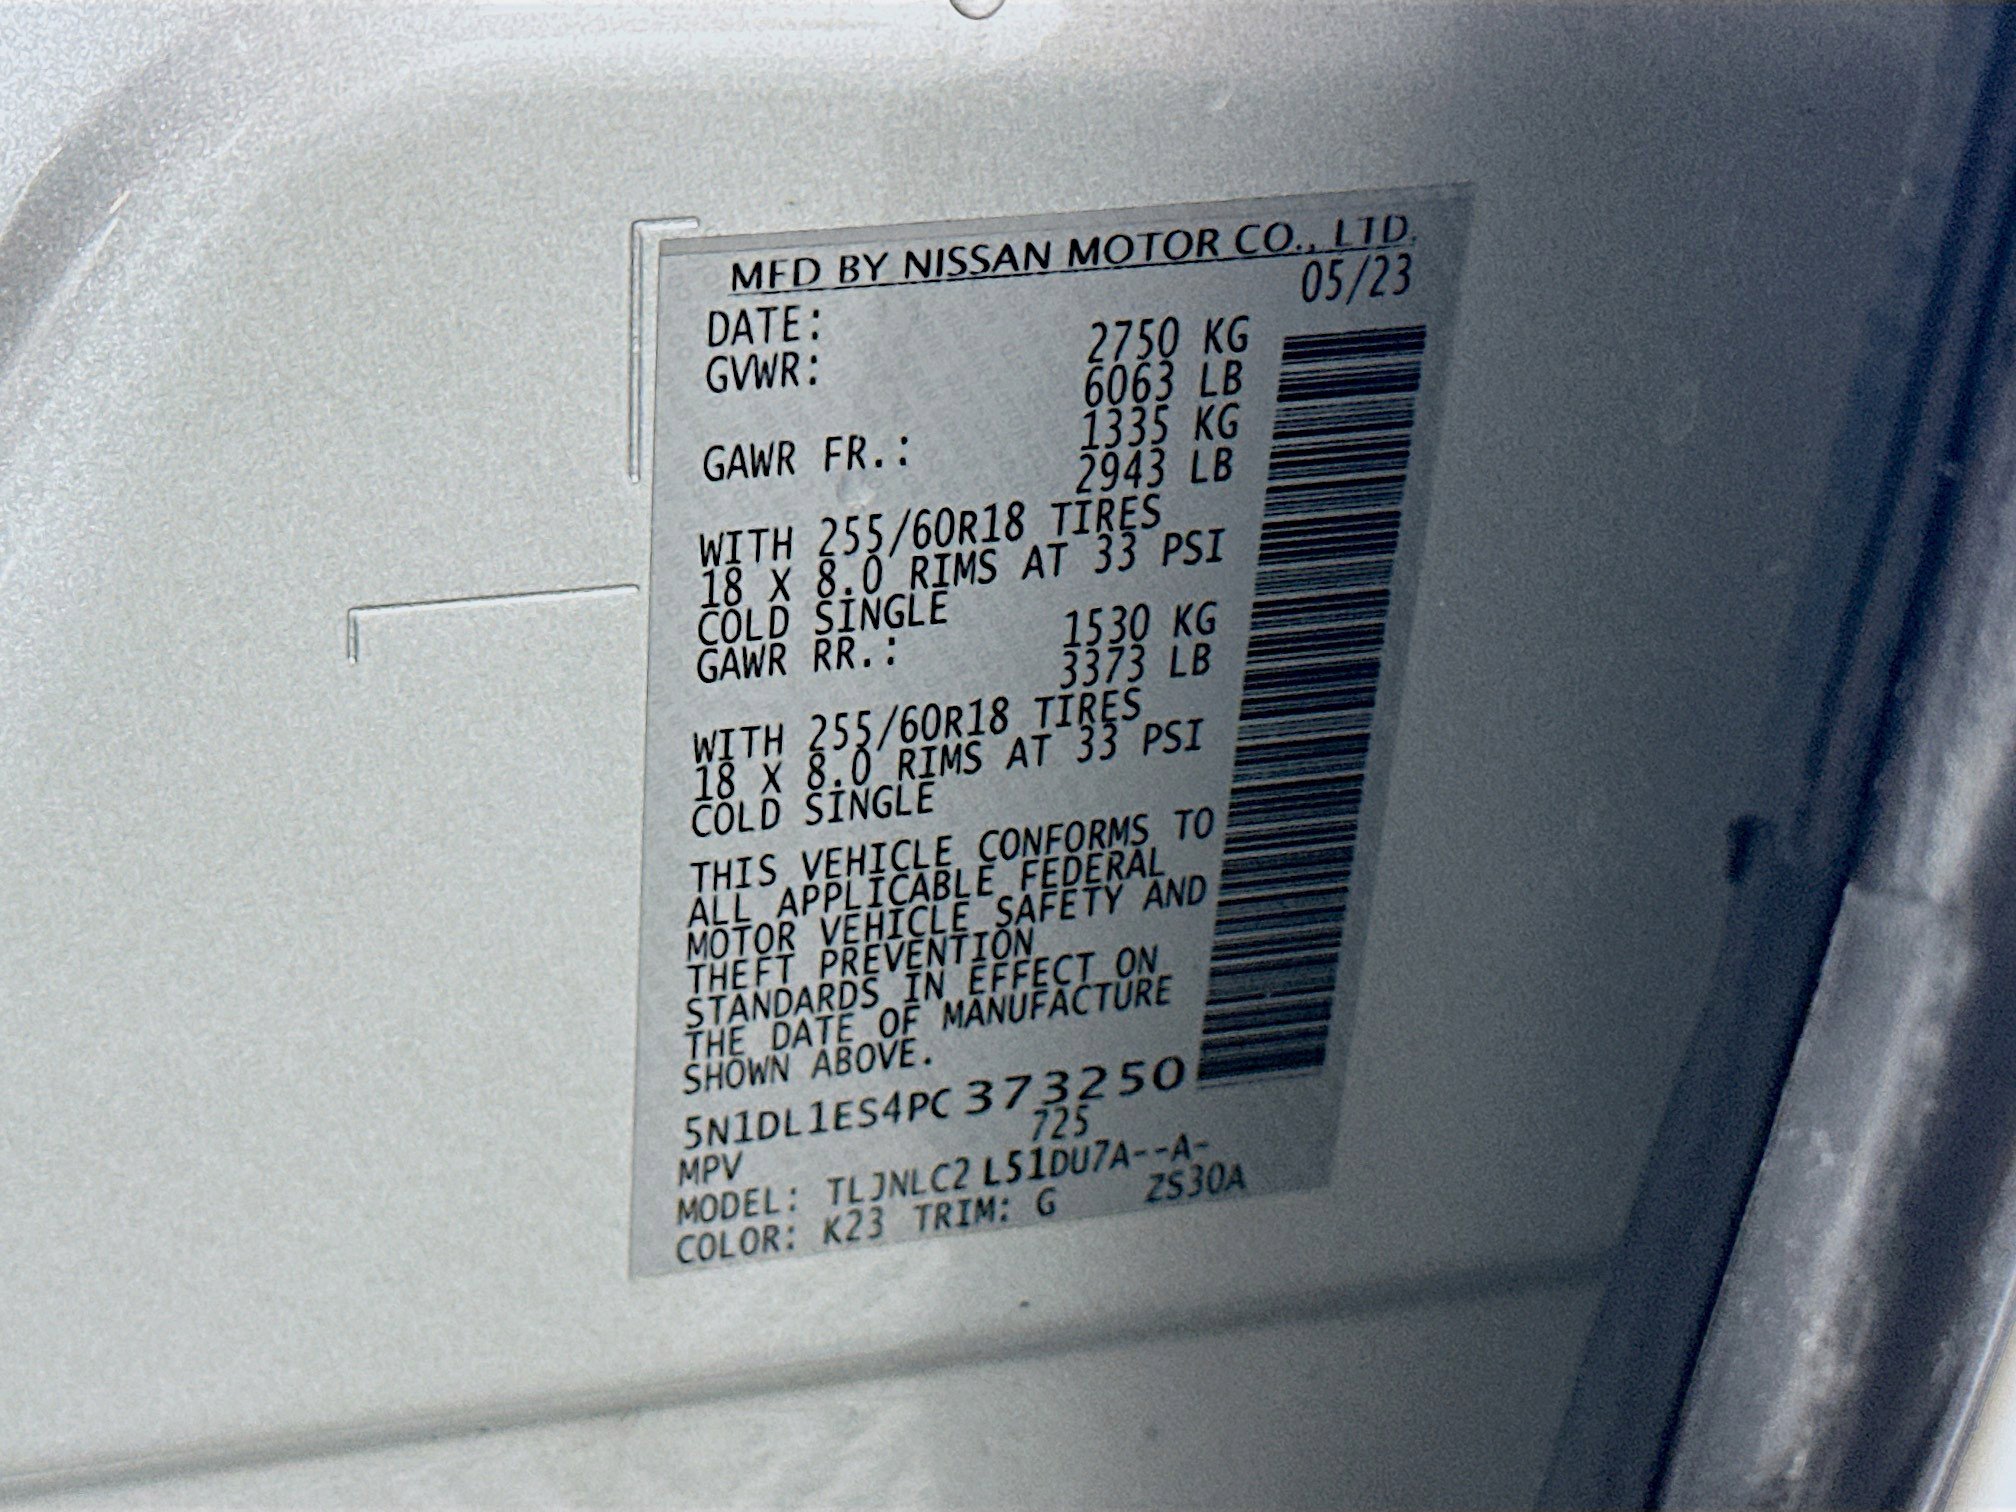 MFD BY NISSAN MOTOR CO., LTD.
DATE: 05/23
GVWR: 2750 KG
6063 LB
GAWR FR.: 1335 KG
2943 LB
WITH 255/60R18 TIRES
18 X 8.0 RIMS AT 33 PSI
COLD SINGLE
GAWR RR.: 1530 KG
3373 LB
WITH 255/60R18 TIRES
18 X 8.0 RIMS AT 33 PSI
COLD SINGLE
THIS VEHICLE CONFORMS TO
ALL APPLICABLE FEDERAL
MOTOR VEHICLE SAFETY AND
THEFT PREVENTION
STANDARDS IN EFFECT ON
THE DATE OF MANUFACTURE
SHOWN ABOVE.
5N1DL1ES4PC373250
MPV 725
MODEL: TLJNLC2 L51DU7A--A-
COLOR: K23 TRIM: G ZS30A